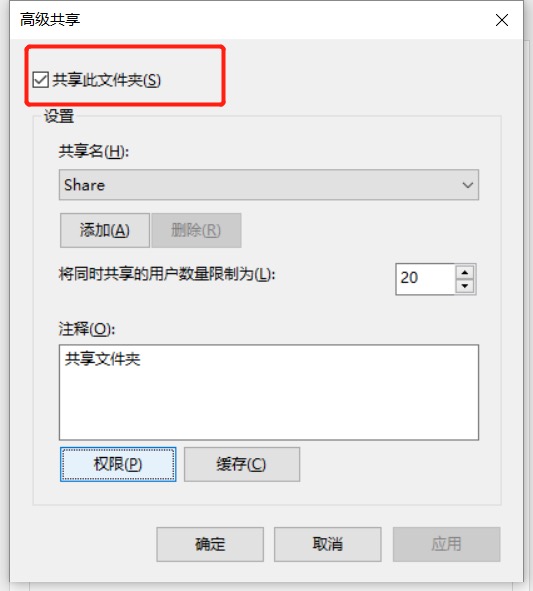 高级共享
共享此文件夹(S)
设置
共享名(H):
Share
添加(A) 删除(R)
将同时共享的用户数量限制为(L): 20
注释(O):
共享文件夹
权限(P) 缓存(C)
确定 取消 应用